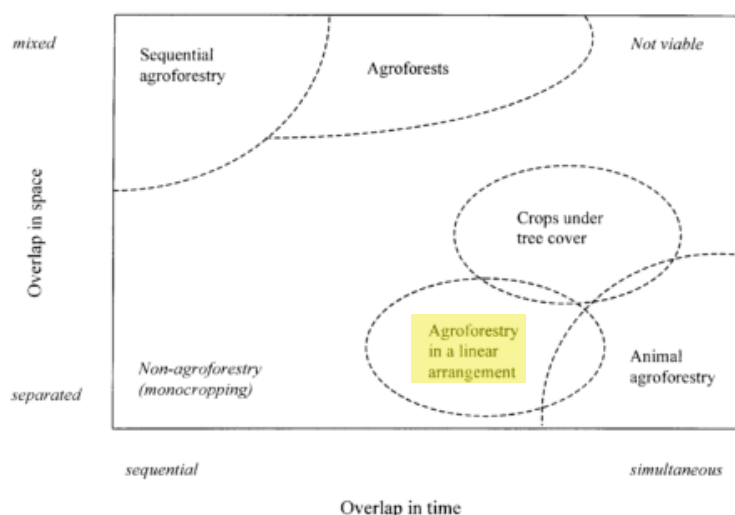 mixed
Sequential
agroforestry
Agroforests
Not viable
Overlap in space
Crops under
tree cover
Agroforestry
in a linear
arrangement
Animal
agroforestry
Non-agroforestry
(monocropping)
separated
sequential
simultaneous
Overlap in time